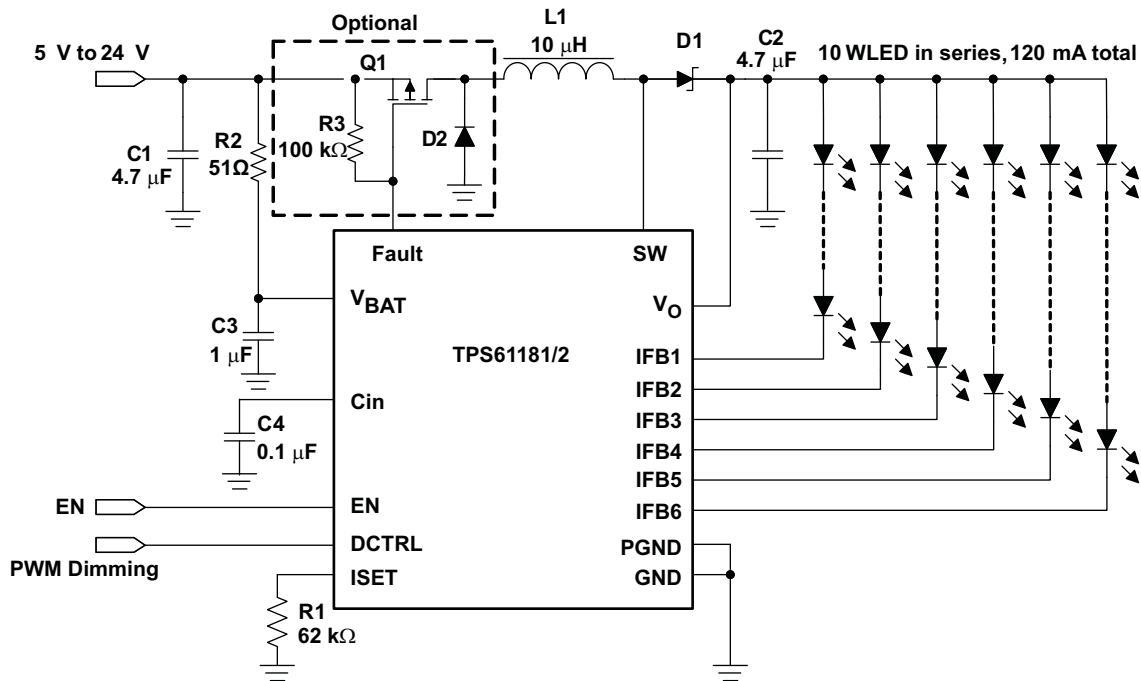 Optional
L1
10 μH
5 V to 24 V
Q1
D1
C2
4.7 μF
10 WLED in series, 120 mA total
R3
100 kΩ
D2
R2
51Ω
C1
4.7 μF
Fault
SW
VBAT
VO
C3
1 μF
TPS61181/2
IFB1
IFB2
Cin
IFB3
C4
0.1 μF
IFB4
IFB5
EN
EN
IFB6
DCTRL
PGND
PWM Dimming
ISET
GND
R1
62 kΩ